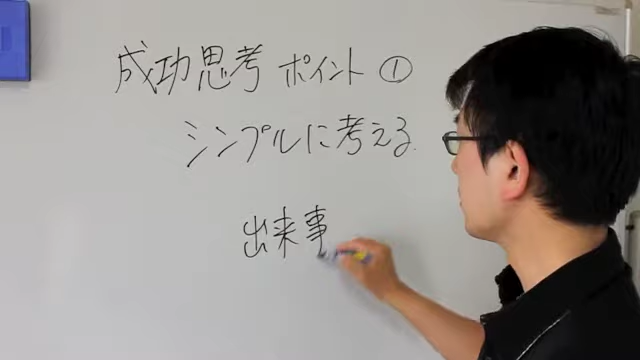 成功思考 ポイント ①
シンプルに考える.
出来事